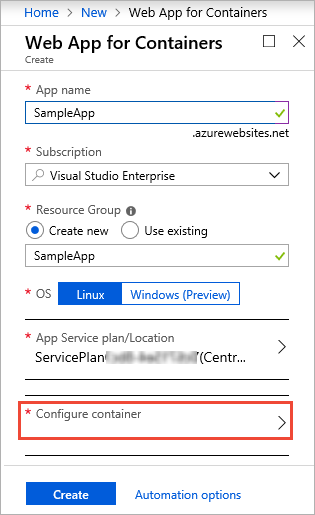 Home > New > Web App for Containers
Web App for Containers
Create
* App name
SampleApp
.azurewebsites.net
* Subscription
Visual Studio Enterprise
* Resource Group
Create new Use existing
SampleApp
* OS Linux Windows (Preview)
App Service plan/Location
ServicePlan (Centr...
* Configure container
Create Automation options